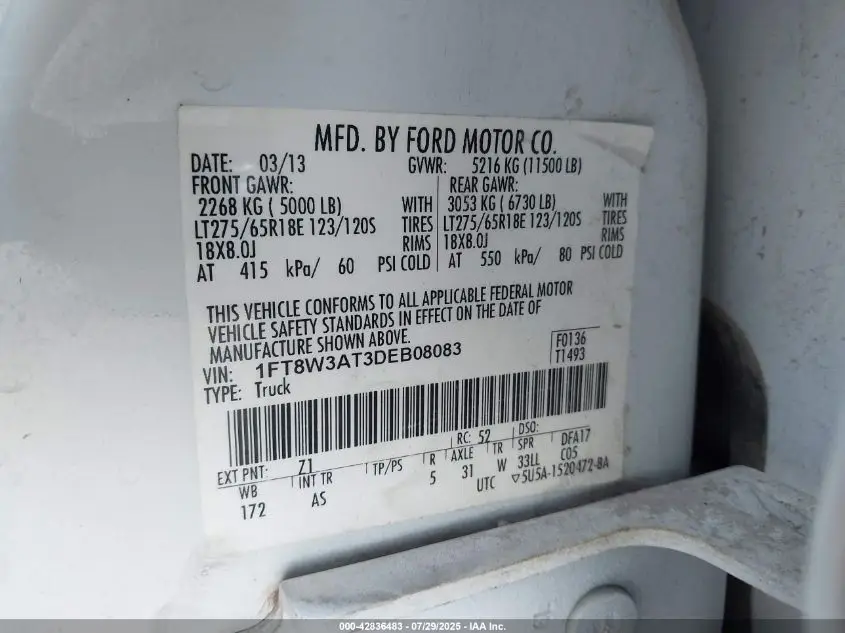 MFD. BY FORD MOTOR CO.
DATE: 03/13 GVWR: 5216 KG (11500 LB)
FRONT GAWR: REAR GAWR:
2268 KG ( 5000 LB) WITH 3053 KG ( 6730 LB) WITH
LT275/65R18E 123/120S TIRES LT275/65R18E 123/120S TIRES
18X8.0J RIMS 18X8.0J RIMS
AT 415 kPa/ 60 PSI COLD AT 550 kPa/ 80 PSI COLD
THIS VEHICLE CONFORMS TO ALL APPLICABLE FEDERAL MOTOR
VEHICLE SAFETY STANDARDS IN EFFECT ON THE DATE OF
MANUFACTURE SHOWN ABOVE.
VIN: 1FT8W3AT3DEB08083 F0136
TYPE: Truck T1493
EXT PNT: Z1 RC: 52 DSO:
WB INT TR TP/PS R AXLE TR SPR DFA17
172 AS 5 31 W 33LL C05
UTC ▽5U5A-1520472-BA
000-42836483 | 07/29/2025 - IAA Inc.